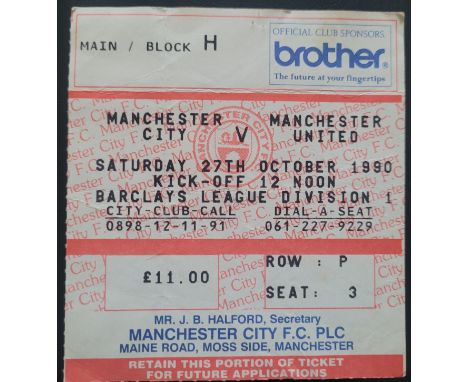 MAIN / BLOCK H
OFFICIAL CLUB SPONSORS
brother®
The future at your fingertips
MANCHESTER CITY V MANCHESTER UNITED
SATURDAY 27TH OCTOBER 1990
KICK-OFF 12 NOON
BARCLAYS LEAGUE DIVISION 1
CITY-CLUB-CALL DIAL-A-SEAT
0898-12-11-91 061-227-9229
£11.00
ROW : P
SEAT: 3
MR. J. B. HALFORD, Secretary
MANCHESTER CITY F.C. PLC
MAINE ROAD, MOSS SIDE, MANCHESTER
RETAIN THIS PORTION OF TICKET
FOR FUTURE APPLICATIONS